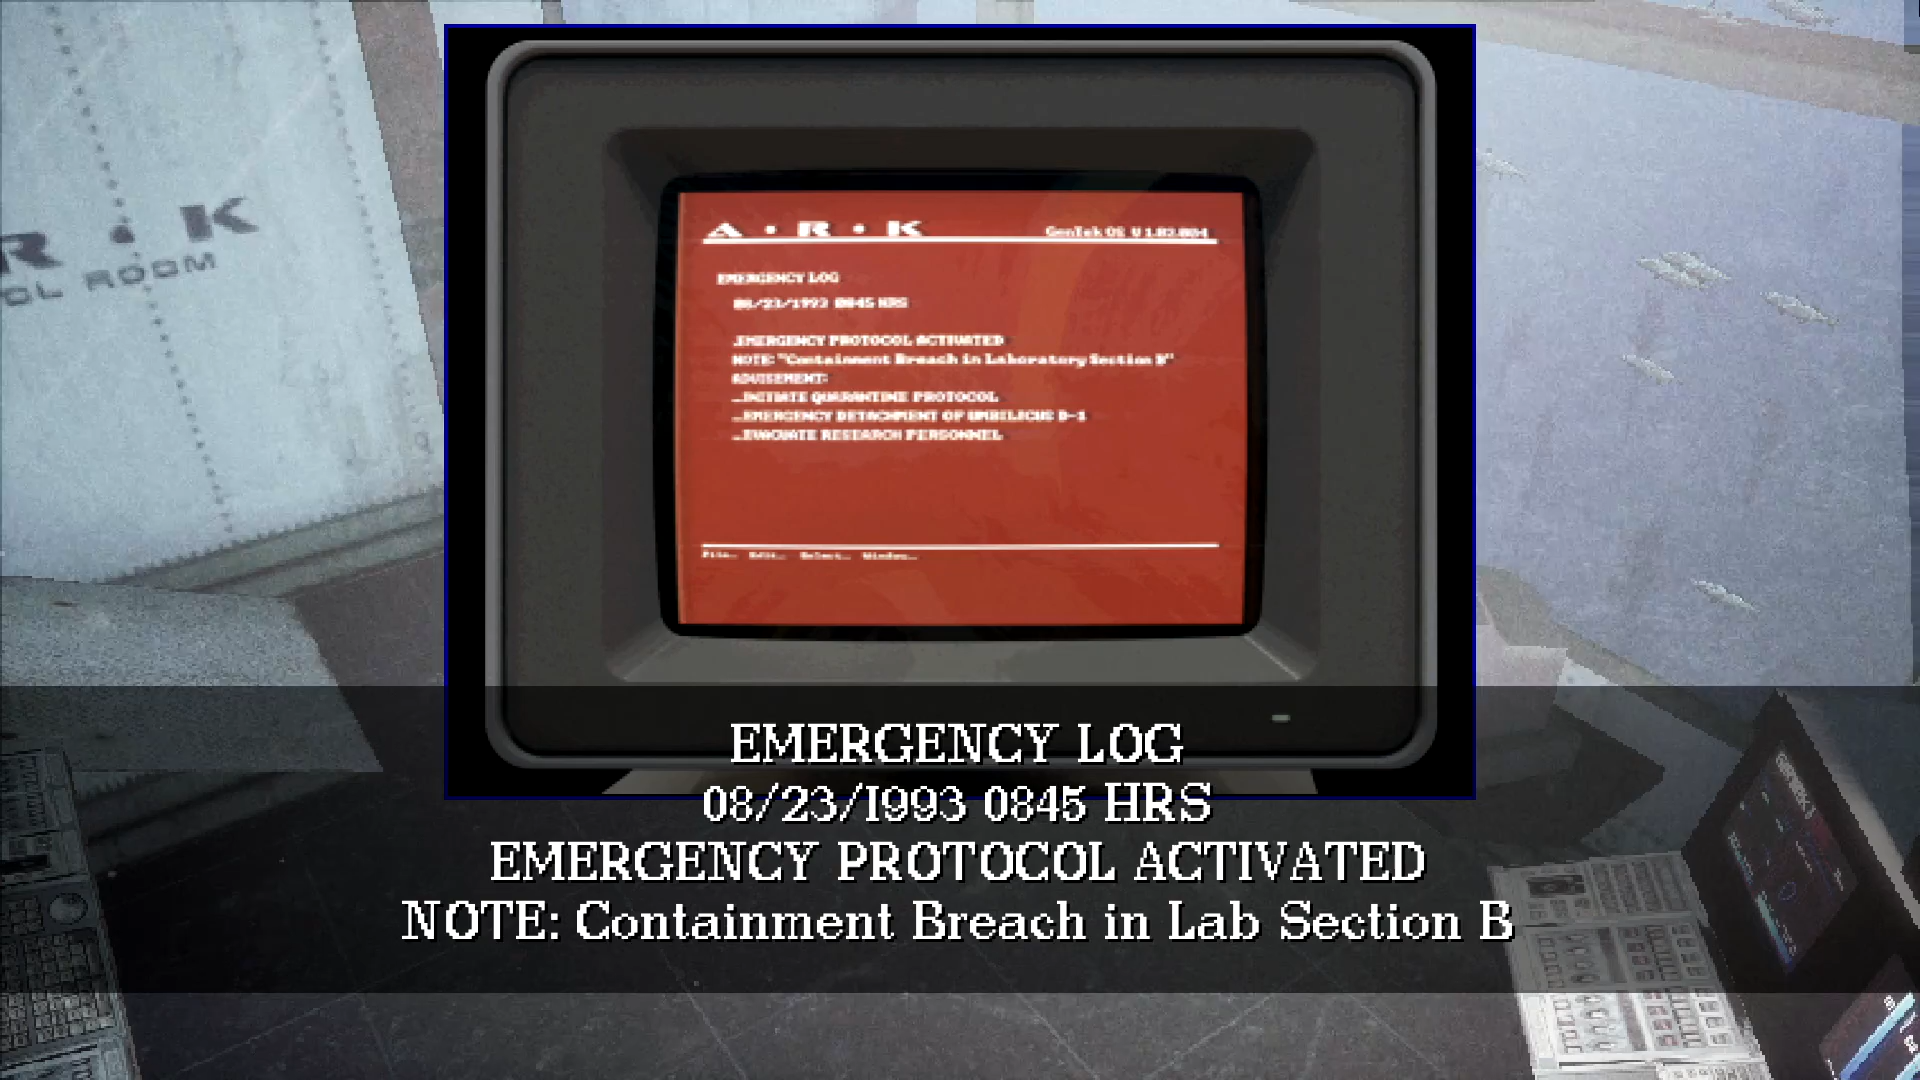 R · K
OL ROOM
A · R · K
GenTek OS V 1.02.004
EMERGENCY LOG
08/23/1993 0845 HRS
.EMERGENCY PROTOCOL ACTIVATED
NOTE: "Containment Breach in Laboratory Section B"
ADVISEMENT:
...INITIATE QUARANTINE PROTOCOL
...EMERGENCY DETACHMENT OF UMBILICUS D-1
...EVACUATE RESEARCH PERSONNEL
File... Edit... Select... Window...
EMERGENCY LOG
08/23/1993 0845 HRS
EMERGENCY PROTOCOL ACTIVATED
NOTE: Containment Breach in Lab Section B